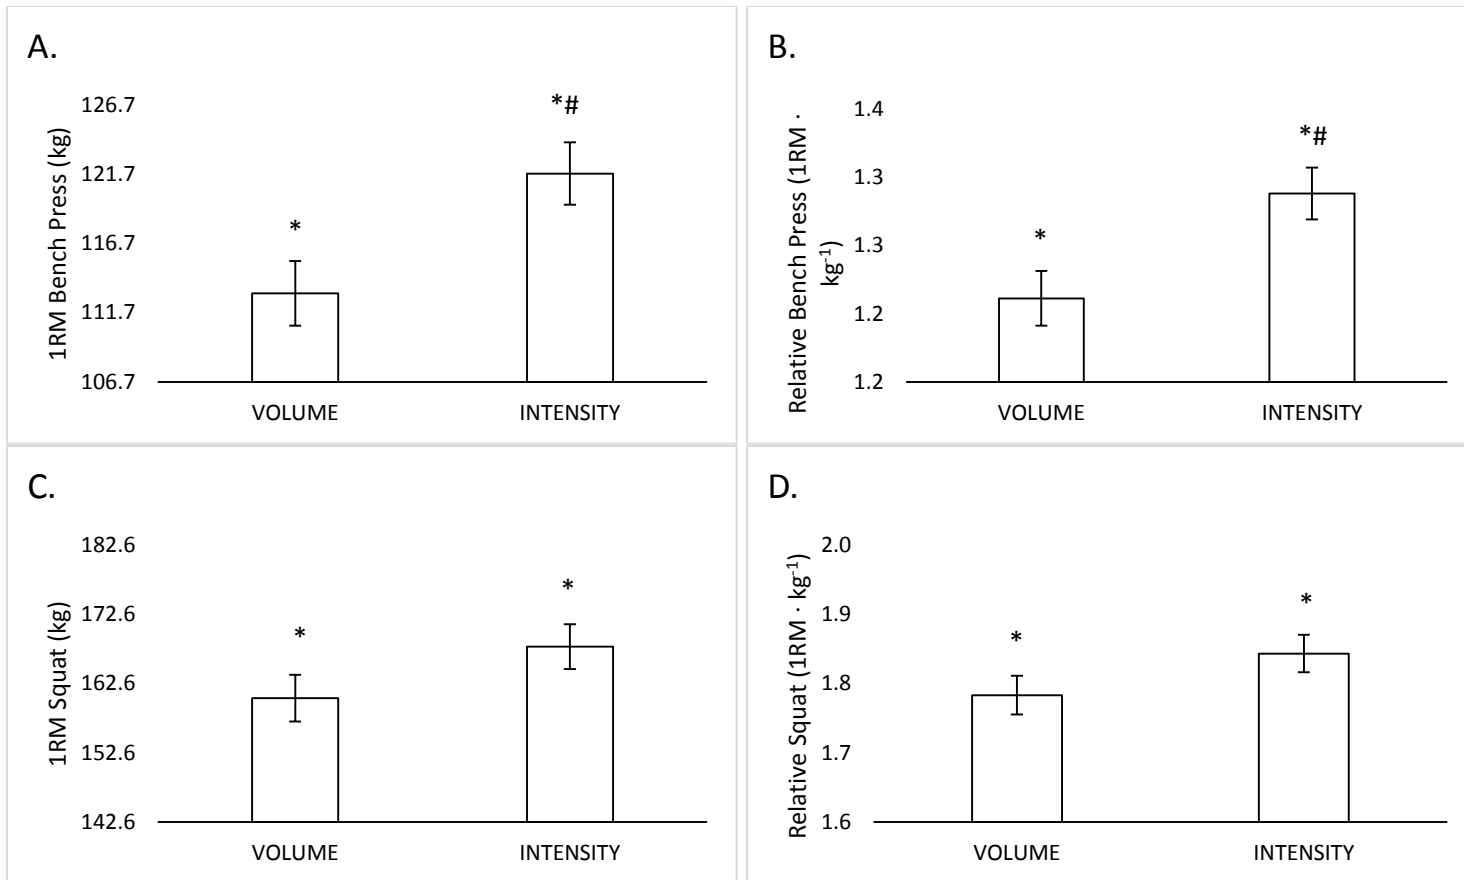 A.
1RM Bench Press (kg)
126.7
121.7
116.7
111.7
106.7
*
*#
VOLUME
INTENSITY
B.
Relative Bench Press (1RM ·
kg⁻¹)
1.4
1.3
1.3
1.2
1.2
*
*#
VOLUME
INTENSITY
C.
1RM Squat (kg)
182.6
172.6
162.6
152.6
142.6
*
*
VOLUME
INTENSITY
D.
Relative Squat (1RM · kg⁻¹)
2.0
1.9
1.8
1.7
1.6
*
*
VOLUME
INTENSITY